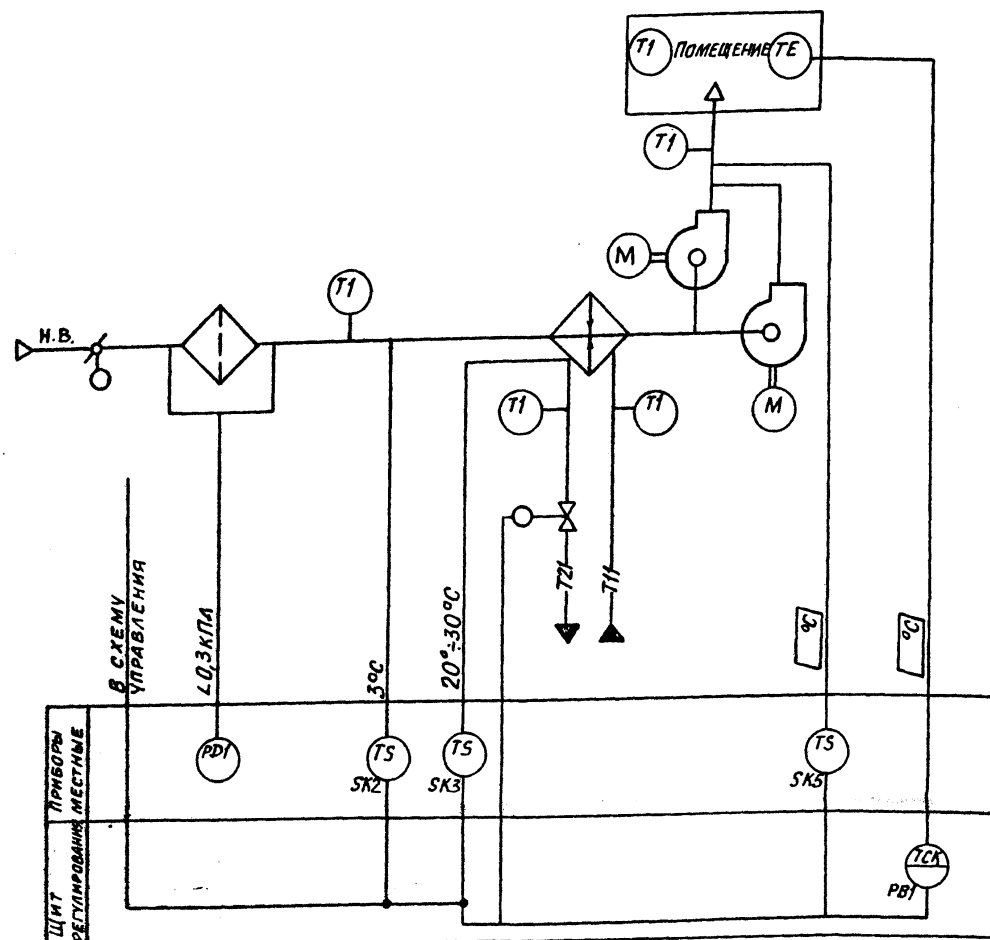 T1 ПОМЕЩЕНИЕ TE
T1
M
T1
Н.В.
T1
T1
M
В СХЕМУ
УПРАВЛЕНИЯ
<0,3КПА
3°C
20°÷30°C
T21
T11
°C
°C
ПРИБОРЫ
МЕСТНЫЕ
PD1
TS
SK2
TS
SK3
TS
SK5
ЩИТ
РЕГУЛИРОВАНИЯ
TCK
PB1